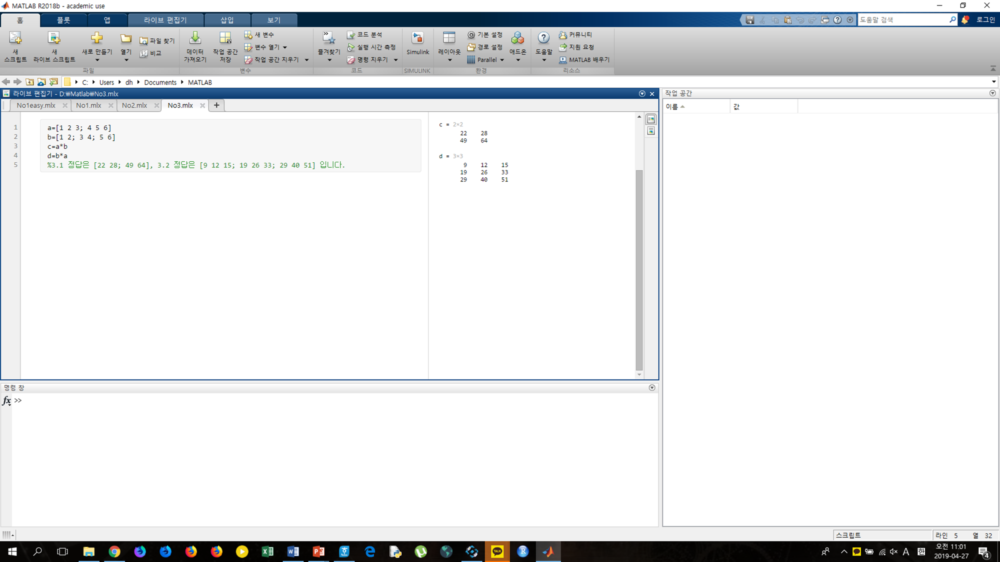 MATLAB R2018b - academic use
홈 플롯 앱 라이브 편집기 삽입 보기 도움말 검색 로그인
새 스크립트
새 라이브 스크립트
새로 만들기
열기
파일 찾기
비교
파일
데이터 가져오기
작업 공간 저장
새 변수
변수 열기
작업 공간 지우기
변수
즐겨찾기
코드 분석
실행 시간 측정
명령 지우기
코드
Simulink
SIMULINK
레이아웃
기본 설정
경로 설정
Parallel
애드온
환경
도움말
커뮤니티
지원 요청
MATLAB 배우기
리소스
C: Users dh Documents MATLAB
라이브 편집기 - D:₩Matlab₩No3.mlx
No1easy.mlx No1.mlx No2.mlx No3.mlx +
1 a=[1 2 3; 4 5 6]
2 b=[1 2; 3 4; 5 6]
3 c=a*b
4 d=b*a
5 %3.1 정답은 [22 28; 49 64], 3.2 정답은 [9 12 15; 19 26 33; 29 40 51] 입니다.
c = 2×2
22 28
49 64
d = 3×3
9 12 15
19 26 33
29 40 51
작업 공간
이름 값
명령 창
fx >>
스크립트 라인 5 열 32
TALK
A 한
오전 11:01
2019-04-27
4